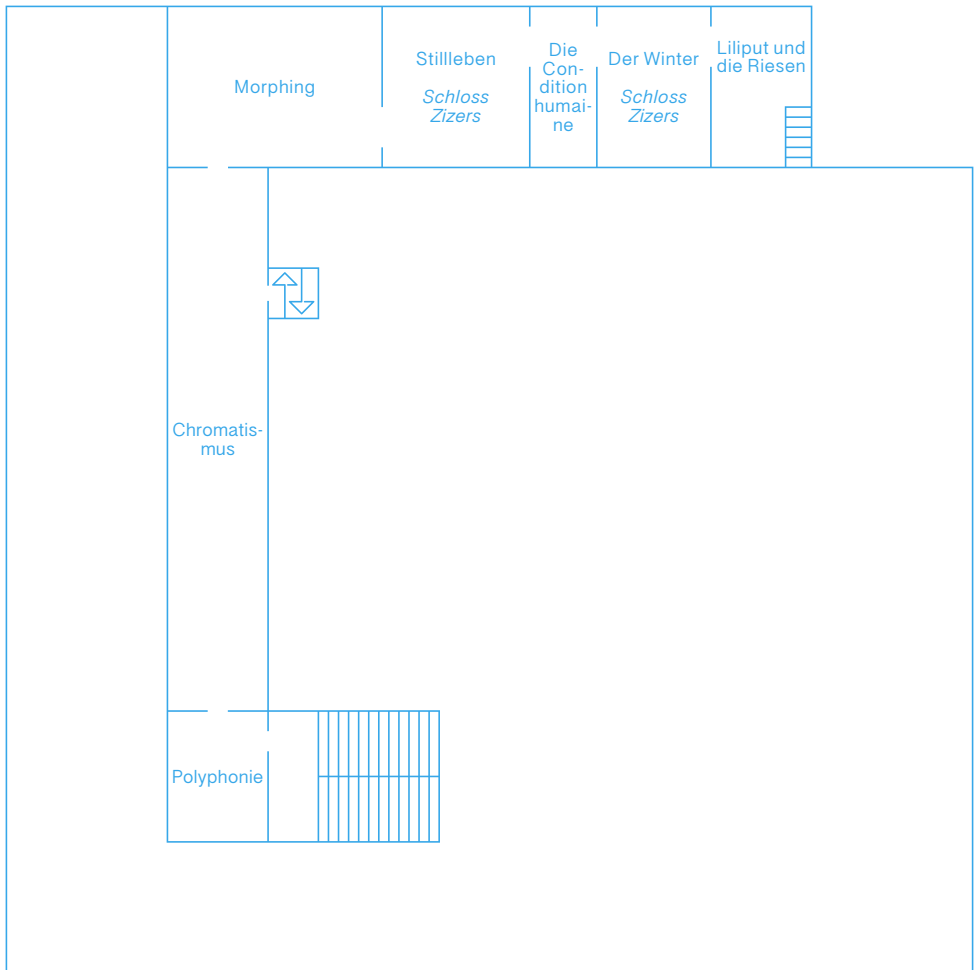 Morphing
Stillleben
Schloss
Zizers
Die
Con-
dition
humai-
ne
Der Winter
Schloss
Zizers
Liliput und
die Riesen
Chromatis-
mus
Polyphonie